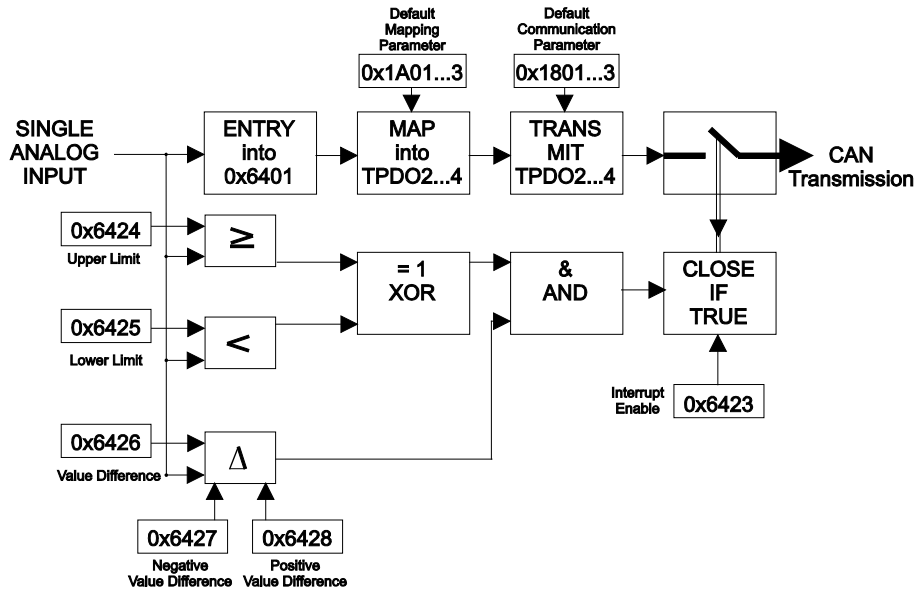 Default
Mapping
Parameter
0x1A01...3
Default
Communication
Parameter
0x1801...3
SINGLE
ANALOG
INPUT
ENTRY
into
0x6401
MAP
into
TPDO2...4
TRANS
MIT
TPDO2...4
CAN
Transmission
0x6424
Upper Limit
≥
= 1
XOR
&
AND
CLOSE
IF
TRUE
0x6425
Lower Limit
<
Interrupt
Enable
0x6423
0x6426
Value Difference
Δ
0x6427
Negative
Value Difference
0x6428
Positive
Value Difference